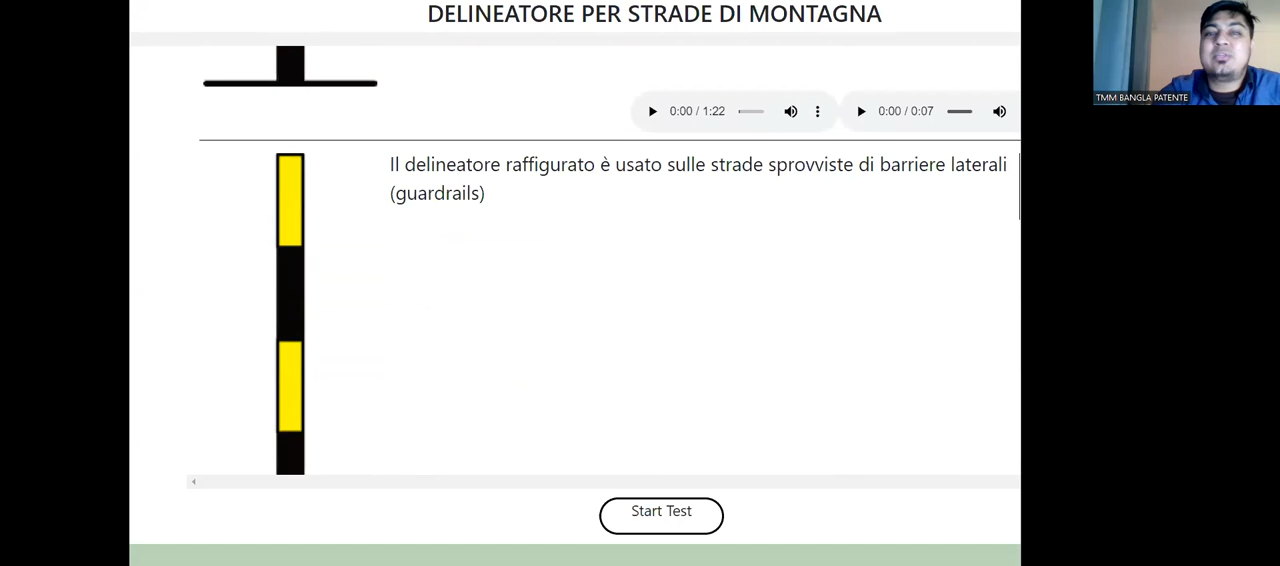 DELINEATORE PER STRADE DI MONTAGNA
TMM BANGLA PATENTE
0:00 / 1:22
0:00 / 0:07
Il delineatore raffigurato è usato sulle strade sprovviste di barriere laterali
(guardrails)
Start Test